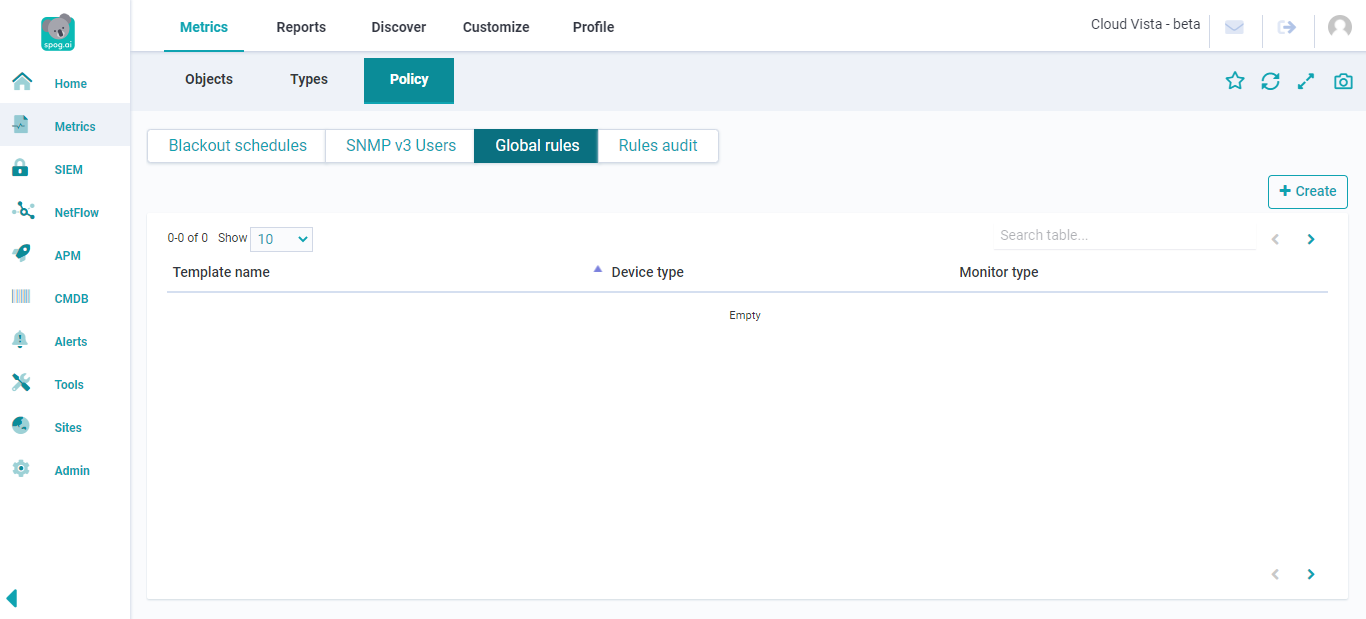 spog.ai
Home
Metrics
SIEM
NetFlow
APM
CMDB
Alerts
Tools
Sites
Admin
Metrics Reports Discover Customize Profile
Cloud Vista - beta
Objects Types Policy
Blackout schedules SNMP v3 Users Global rules Rules audit
Create
0-0 of 0 Show 10 Search table...
Template name Device type Monitor type
Empty